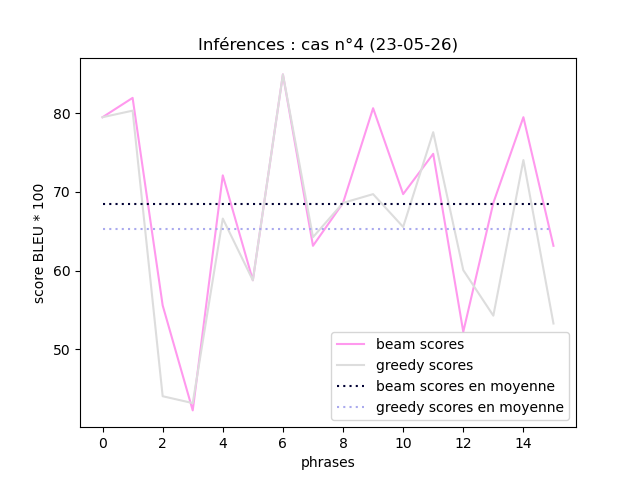 Inférences : cas n°4 (23-05-26)
score BLEU * 100
80
70
60
50
beam scores
greedy scores
beam scores en moyenne
greedy scores en moyenne
0 2 4 6 8 10 12 14
phrases